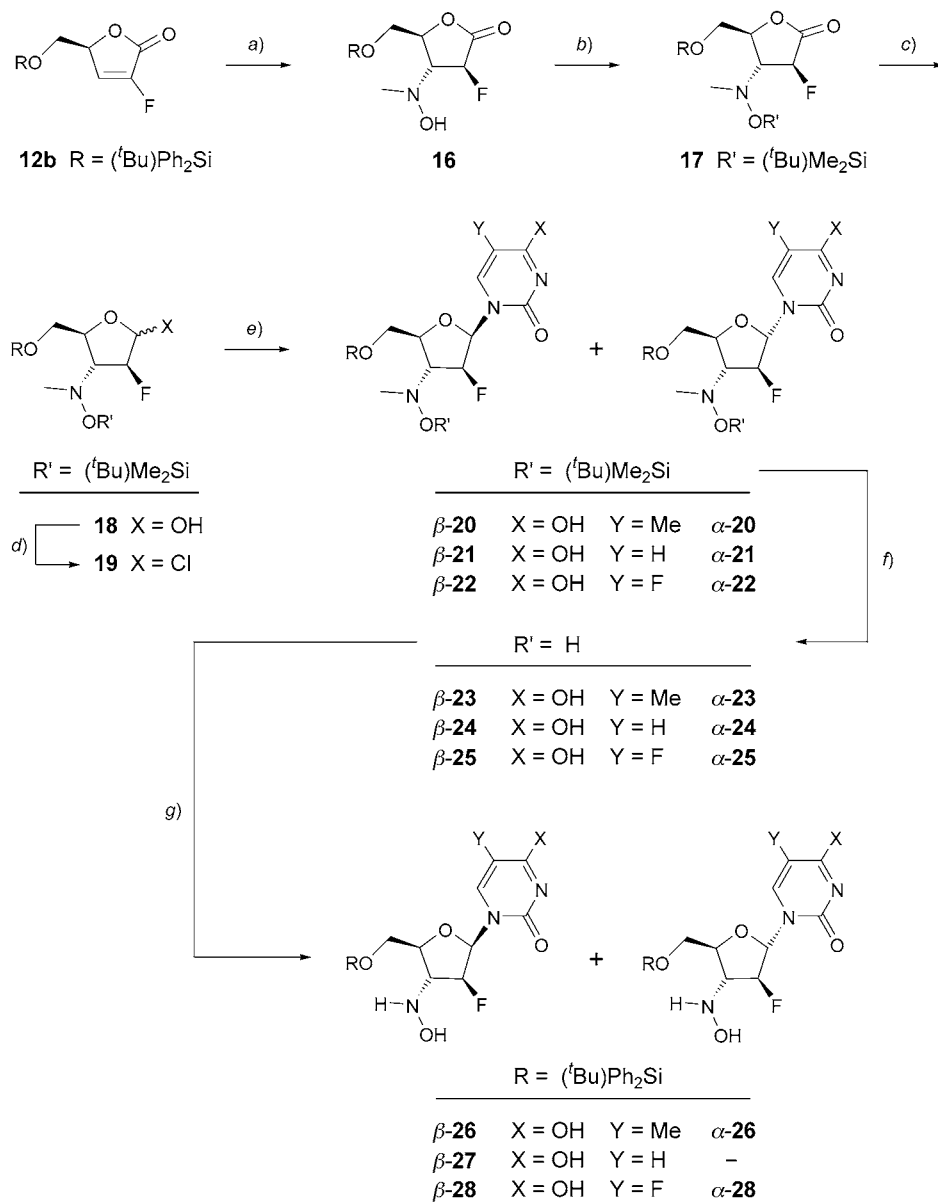 RO O O F
a)
RO O O F N OH
b)
RO O O F N OR'
c)
12b R = (tBu)Ph2Si
16
17 R' = (tBu)Me2Si
RO O X F N OR'
e)
Y X N N O RO O F N OR'
+
Y X N N O RO O F N OR'
R' = (tBu)Me2Si
R' = (tBu)Me2Si
d)
18 X = OH
19 X = Cl
β-20 X = OH Y = Me α-20
β-21 X = OH Y = H α-21
β-22 X = OH Y = F α-22
f)
R' = H
β-23 X = OH Y = Me α-23
β-24 X = OH Y = H α-24
β-25 X = OH Y = F α-25
g)
Y X N N O RO O F H N OH
+
Y X N N O RO O F H N OH
R = (tBu)Ph2Si
β-26 X = OH Y = Me α-26
β-27 X = OH Y = H –
β-28 X = OH Y = F α-28